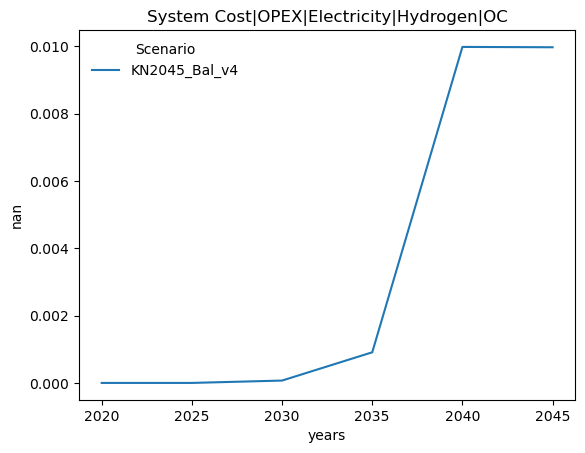 System Cost|OPEX|Electricity|Hydrogen|OC
Scenario
KN2045_Bal_v4
0.010
0.008
0.006
0.004
0.002
0.000
nan
2020 2025 2030 2035 2040 2045
years